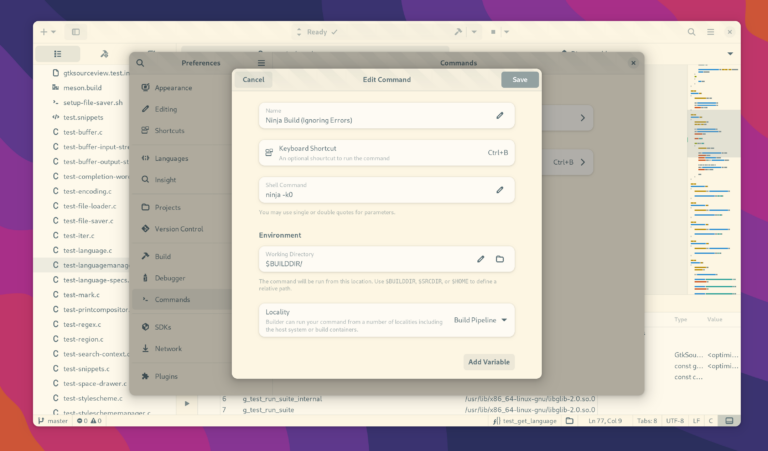 Ready
Preferences
Commands
gtksourceview.test.in
meson.build
setup-file-saver.sh
test.snippets
test-buffer.c
test-buffer-input-stre
test-buffer-output-st
test-completion-wor
test-encoding.c
test-file-loader.c
test-file-saver.c
test-iter.c
test-language.c
test-languagemanag
test-language-specs.
test-mark.c
test-printcompositor
test-regex.c
test-region.c
test-search-context.c
test-snippets.c
test-space-drawer.c
test-stylescheme.c
test-styleschememanager.c
Appearance
Editing
Shortcuts
Languages
Insight
Projects
Version Control
Build
Debugger
Commands
SDKs
Network
Plugins
Ctrl+B
Cancel
Edit Command
Save
Name
Ninja Build (Ignoring Errors)
Keyboard Shortcut
An optional shortcut to run the command
Ctrl+B
Shell Command
ninja -k0
You may use single or double quotes for parameters.
Environment
Working Directory
$BUILDDIR/
The command will be run from this location. Use $BUILDDIR, $SRCDIR, or $HOME to define a
relative path.
Locality
Builder can run your command from a number of localities including
the host system or build containers.
Build Pipeline
Add Variable
Type Value
GtkSou... <optimi...
const g... <optimi...
const c...
6 g_test_run_suite_internal /usr/lib/x86_64-linux-gnu/libglib-2.0.so.0
7 g_test_run_suite /usr/lib/x86_64-linux-gnu/libglib-2.0.so.0
master 0 0 test_get_language Ln 77, Col 9 Tabs: 8 UTF-8 LF C